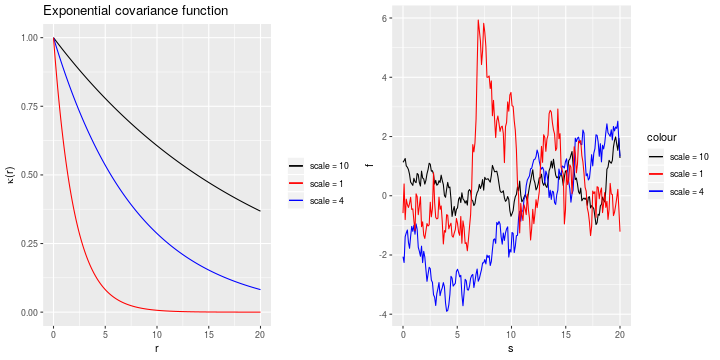 Exponential covariance function
κ(r)
1.00
0.75
0.50
0.25
0.00
0
5
10
15
20
r
scale = 10
scale = 1
scale = 4
f
6
4
2
0
-2
-4
0
5
10
15
20
s
colour
scale = 10
scale = 1
scale = 4